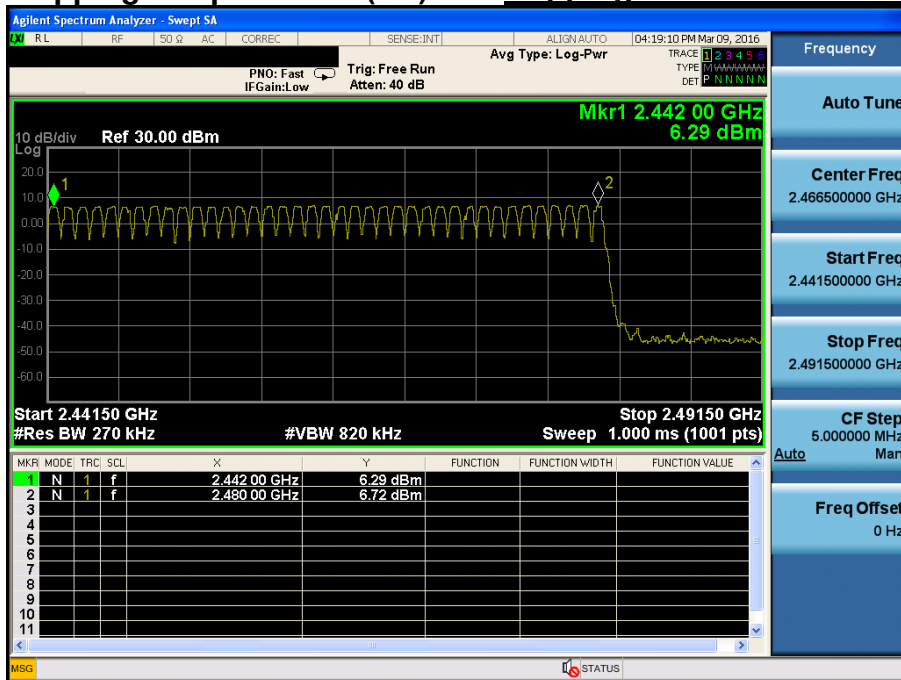 Agilent Spectrum Analyzer - Swept SA
LXI RL RF 50 Ω AC CORREC SENSE:INT ALIGNAUTO 04:19:10 PM Mar 09, 2016
Frequency
Avg Type: Log-Pwr
TRACE 1 2 3 4 5 6
TYPE M WWWWW
DET P N N N N N
PNO: Fast
IFGain:Low
Trig: Free Run
Atten: 40 dB
Auto Tune
Mkr1 2.442 00 GHz
6.29 dBm
10 dB/div Ref 30.00 dBm
Log
20.0
10.0
0.00
-10.0
-20.0
-30.0
-40.0
-50.0
-60.0
1
2
Center Freq
2.466500000 GHz
Start Freq
2.441500000 GHz
Stop Freq
2.491500000 GHz
Start 2.44150 GHz Stop 2.49150 GHz
#Res BW 270 kHz #VBW 820 kHz Sweep 1.000 ms (1001 pts)
CF Step
5.000000 MHz
Auto Man
MKR MODE TRC SCL X Y FUNCTION FUNCTION WIDTH FUNCTION VALUE
1 N 1 f 2.442 00 GHz 6.29 dBm
2 N 1 f 2.480 00 GHz 6.72 dBm
3
4
5
6
7
8
9
10
11
Freq Offset
0 Hz
MSG STATUS